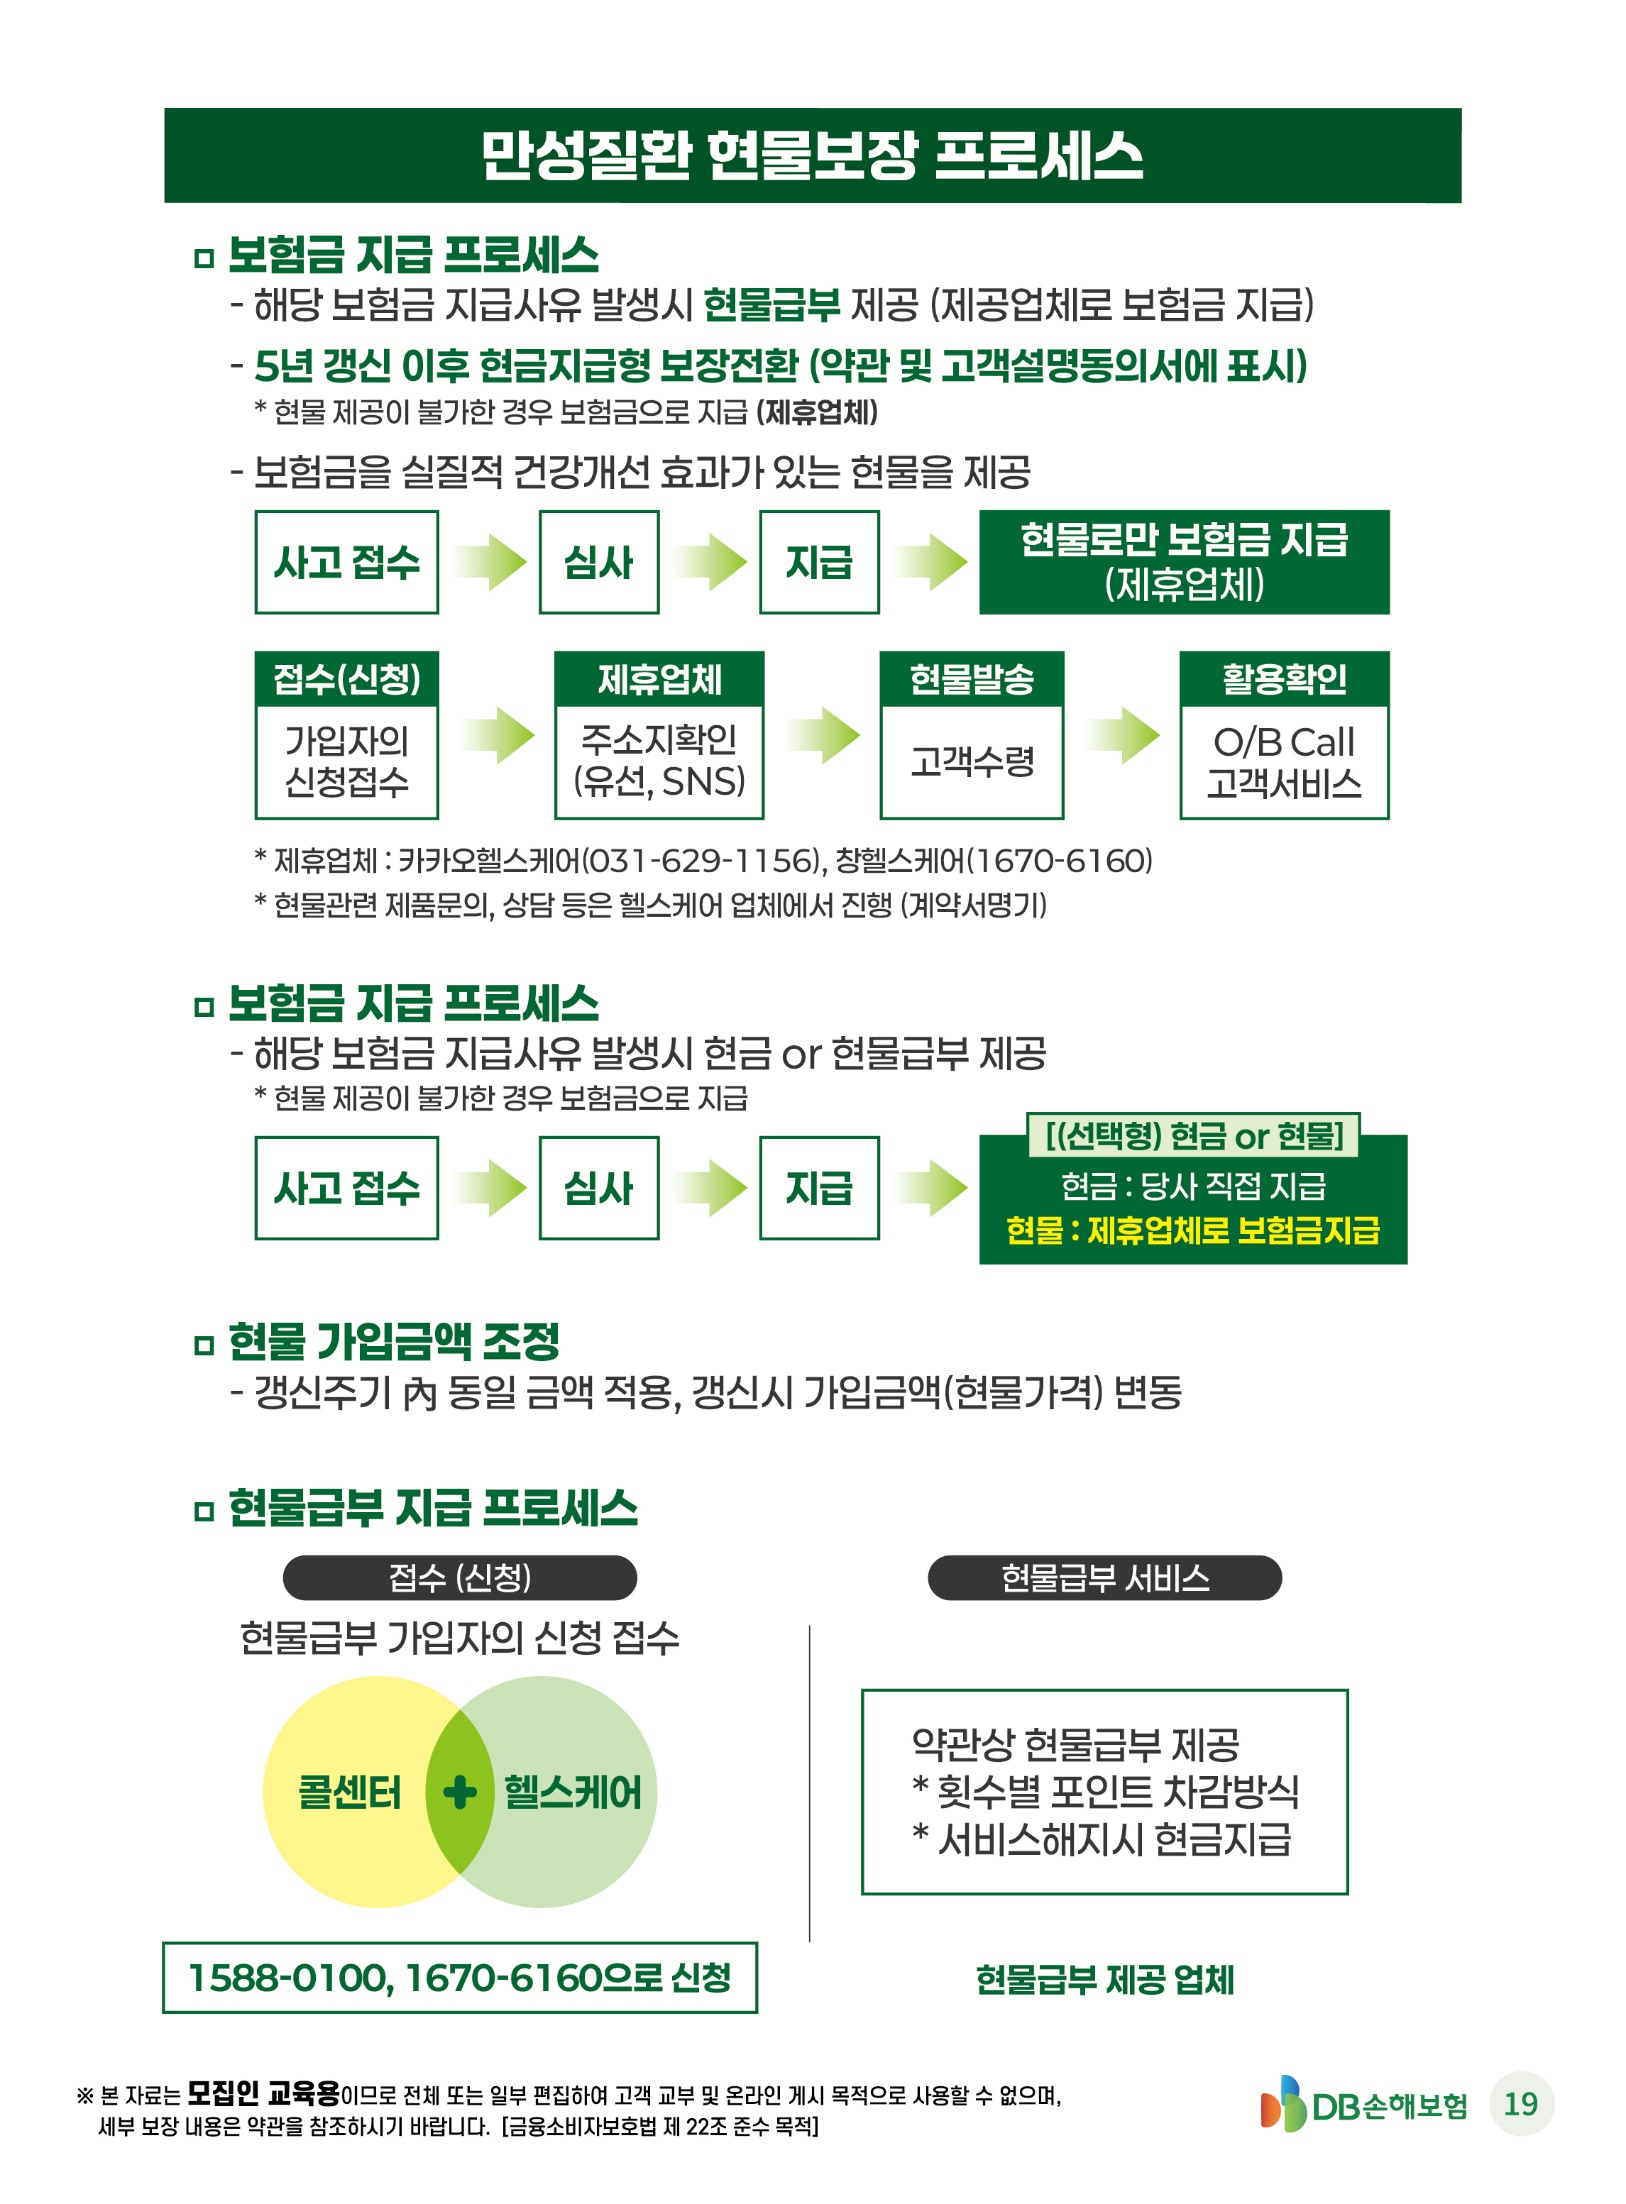 만성질환 현물보장 프로세스
보험금 지급 프로세스
- 해당 보험금 지급사유 발생시 현물급부 제공 (제공업체로 보험금 지급)
- 5년 갱신 이후 현금지급형 보장전환 (약관 및 고객설명동의서에 표시)
* 현물 제공이 불가한 경우 보험금으로 지급 (제휴업체)
- 보험금을 실질적 건강개선 효과가 있는 현물을 제공
사고 접수
심사
지급
현물로만 보험금 지급
(제휴업체)
접수(신청)
가입자의
신청접수
제휴업체
주소지확인
(유선, SNS)
현물발송
고객수령
활용확인
O/B Call
고객서비스
* 제휴업체 : 카카오헬스케어(031-629-1156), 창헬스케어(1670-6160)
* 현물관련 제품문의, 상담 등은 헬스케어 업체에서 진행 (계약서명기)
보험금 지급 프로세스
- 해당 보험금 지급사유 발생시 현금 or 현물급부 제공
* 현물 제공이 불가한 경우 보험금으로 지급
사고 접수
심사
지급
[(선택형) 현금 or 현물]
현금 : 당사 직접 지급
현물 : 제휴업체로 보험금지급
현물 가입금액 조정
- 갱신주기 內 동일 금액 적용, 갱신시 가입금액(현물가격) 변동
현물급부 지급 프로세스
접수 (신청)
현물급부 가입자의 신청 접수
콜센터 + 헬스케어
1588-0100, 1670-6160으로 신청
현물급부 서비스
약관상 현물급부 제공
* 횟수별 포인트 차감방식
* 서비스해지시 현금지급
현물급부 제공 업체
※ 본 자료는 모집인 교육용이므로 전체 또는 일부 편집하여 고객 교부 및 온라인 게시 목적으로 사용할 수 없으며,
세부 보장 내용은 약관을 참조하시기 바랍니다. [금융소비자보호법 제 22조 준수 목적]
DB손해보험
19